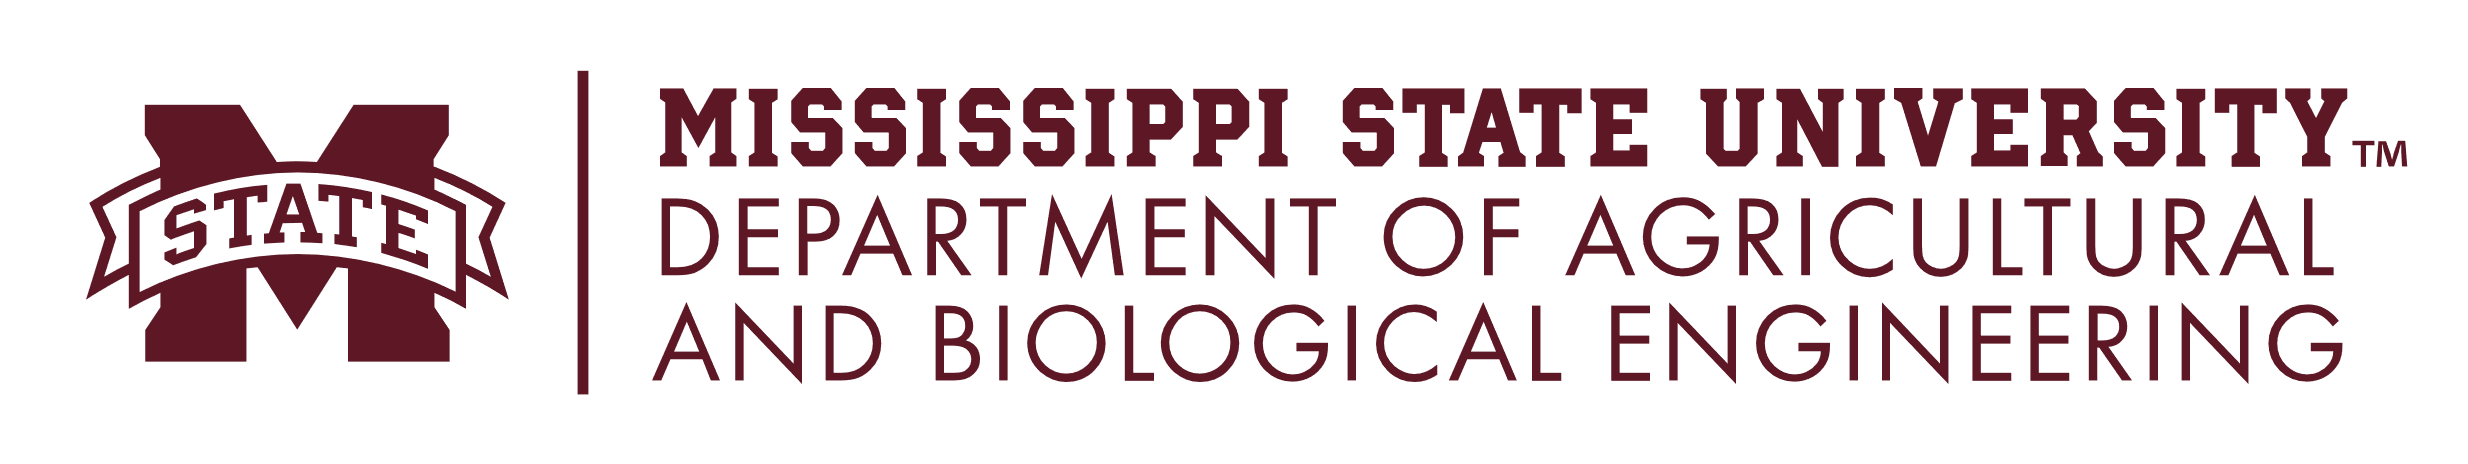 M
STATE
MISSISSIPPI STATE UNIVERSITY™
DEPARTMENT OF AGRICULTURAL
AND BIOLOGICAL ENGINEERING